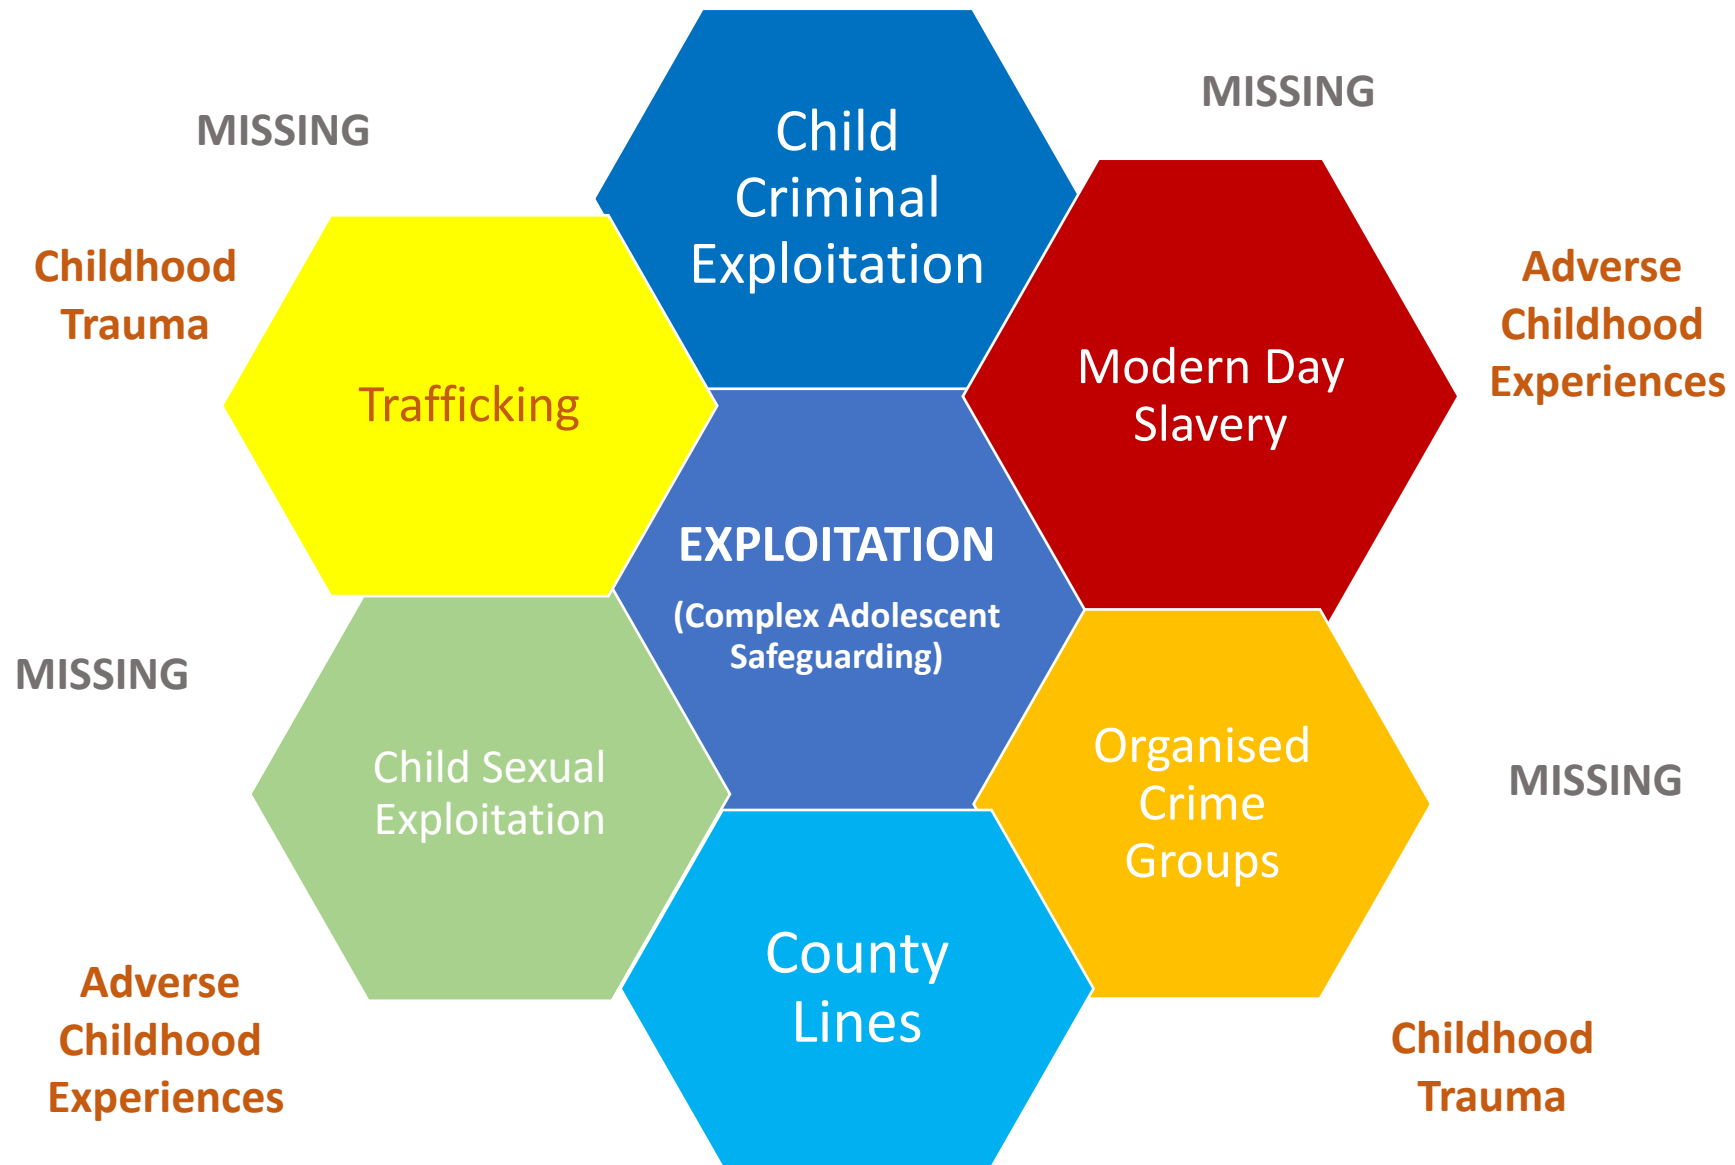 MISSING
MISSING
Child
Criminal
Exploitation
Childhood
Trauma
Trafficking
Modern Day
Slavery
Adverse
Childhood
Experiences
EXPLOITATION
(Complex Adolescent
Safeguarding)
MISSING
Child Sexual
Exploitation
Organised
Crime
Groups
MISSING
County
Lines
Adverse
Childhood
Experiences
Childhood
Trauma